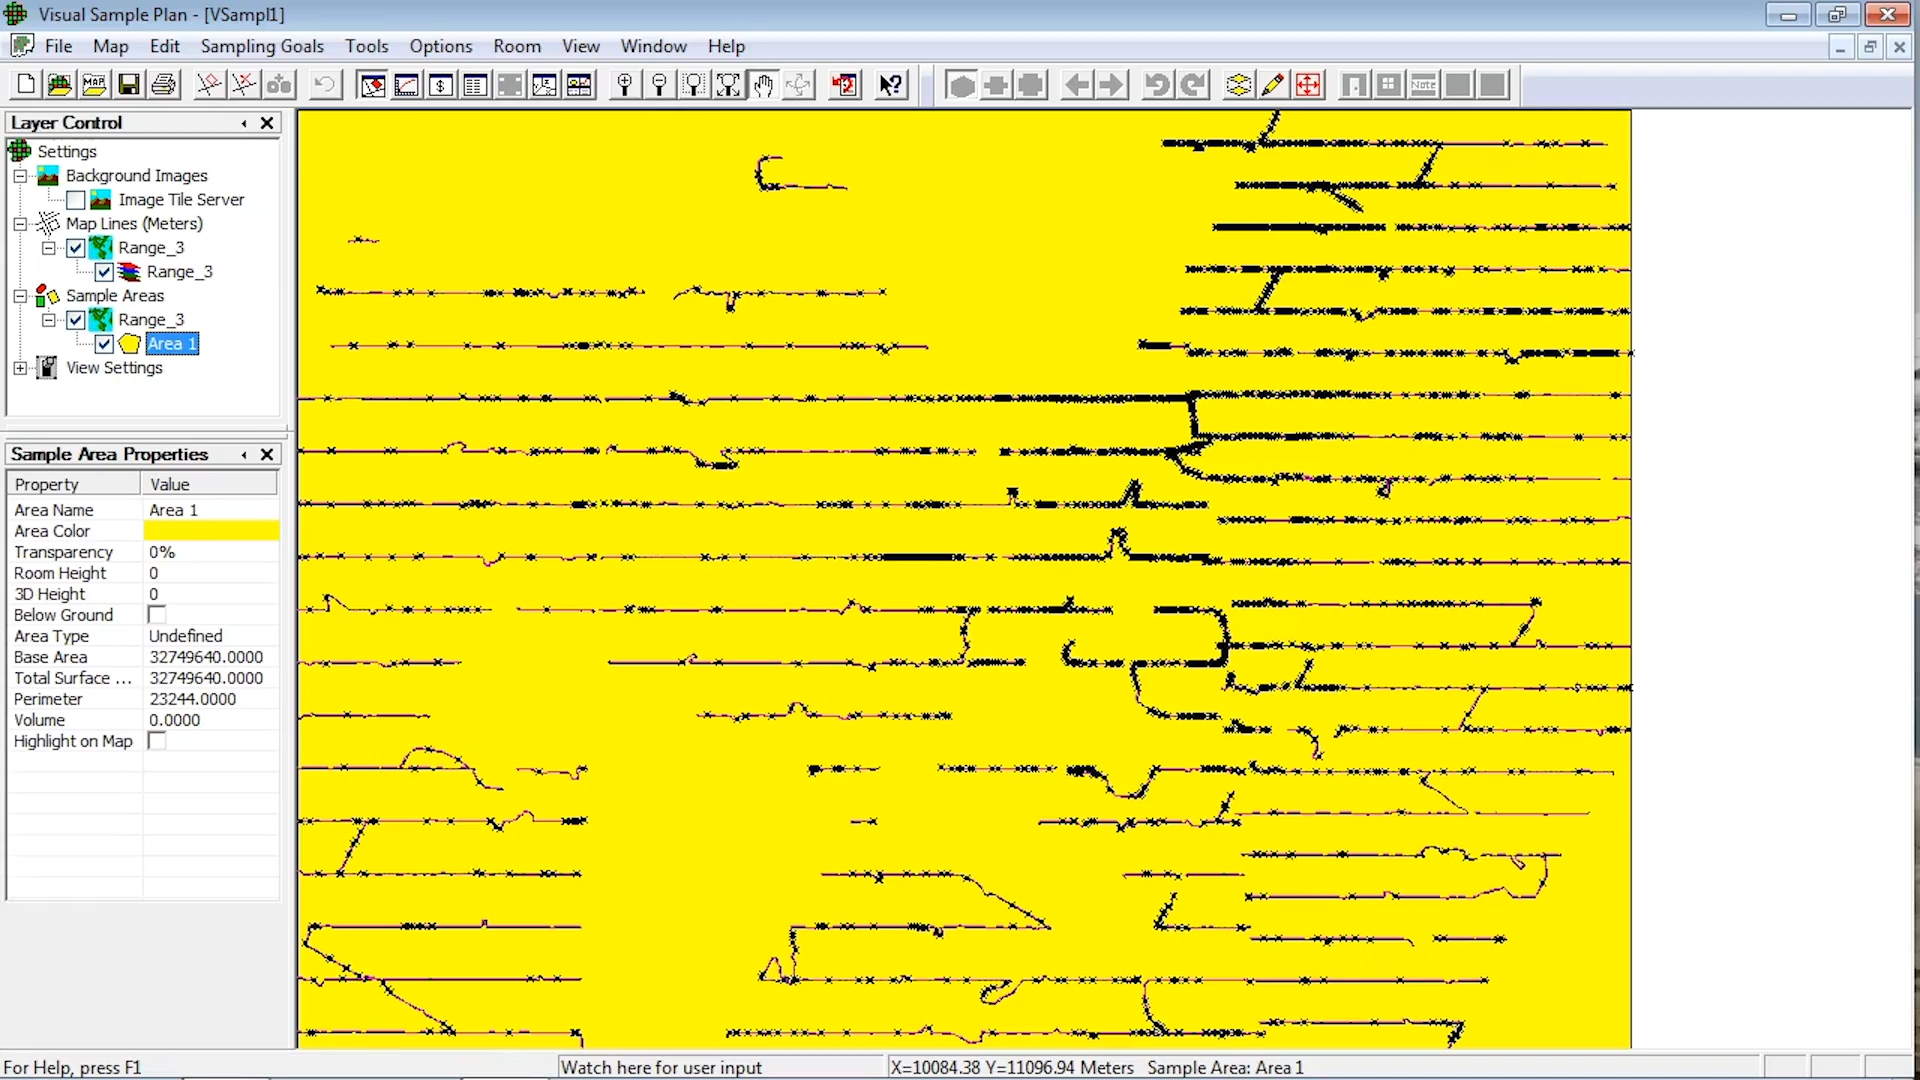 Visual Sample Plan - [VSampl1]
File Map Edit Sampling Goals Tools Options Room View Window Help
Note
Layer Control
Settings
Background Images
Image Tile Server
Map Lines (Meters)
Range_3
Range_3
Sample Areas
Range_3
Area 1
View Settings
Sample Area Properties
Property Value
Area Name Area 1
Area Color
Transparency 0%
Room Height 0
3D Height 0
Below Ground
Area Type Undefined
Base Area 32749640.0000
Total Surface ... 32749640.0000
Perimeter 23244.0000
Volume 0.0000
Highlight on Map
For Help, press F1 Watch here for user input X=10084.38 Y=11096.94 Meters Sample Area: Area 1